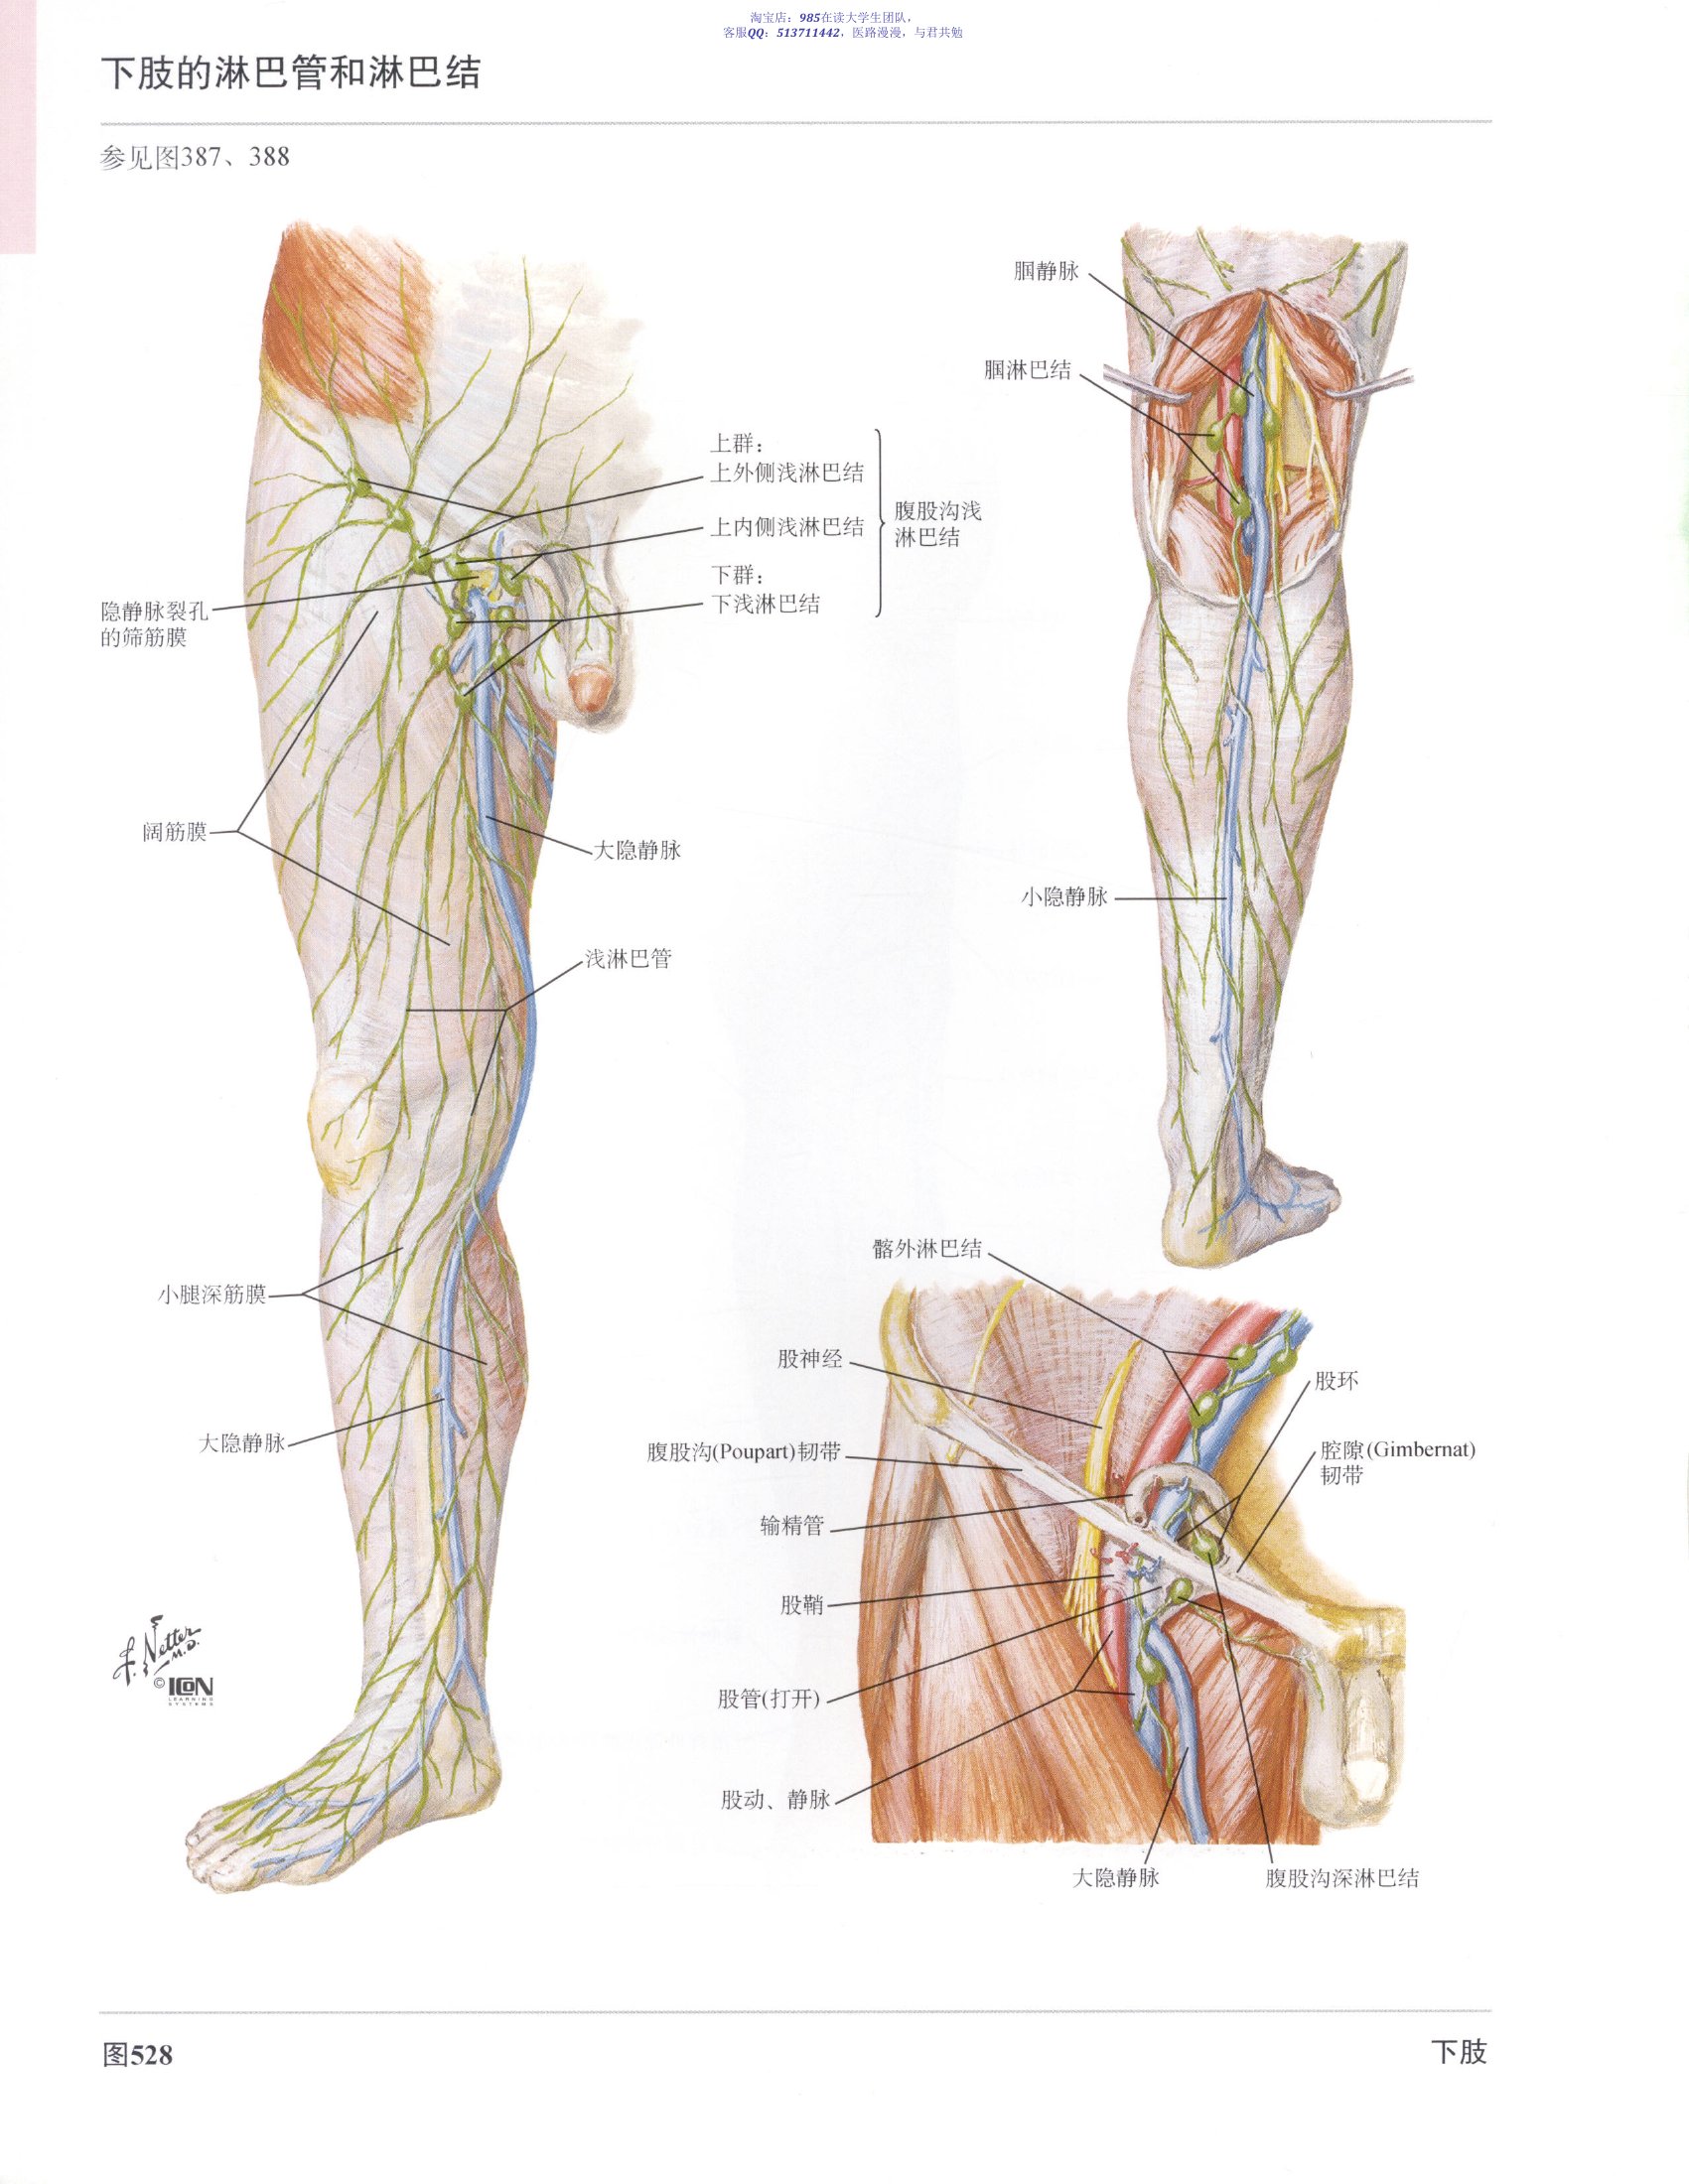 淘宝店：985在读大学生团队，
客服QQ：513711442，医路漫漫，与君共勉
下肢的淋巴管和淋巴结
参见图387、388
腘静脉
腘淋巴结
上群：
上外侧浅淋巴结
上内侧浅淋巴结
下群：
下浅淋巴结
腹股沟浅
淋巴结
隐静脉裂孔
的筛筋膜
阔筋膜
大隐静脉
小隐静脉
浅淋巴管
小腿深筋膜
大隐静脉
髂外淋巴结
股神经
股环
腹股沟(Poupart)韧带
腔隙(Gimbernat)
韧带
输精管
股鞘
股管(打开)
股动、静脉
大隐静脉
腹股沟深淋巴结
F. Netter
M.D.
© ICON
LEARNING
SYSTEMS
图528
下肢